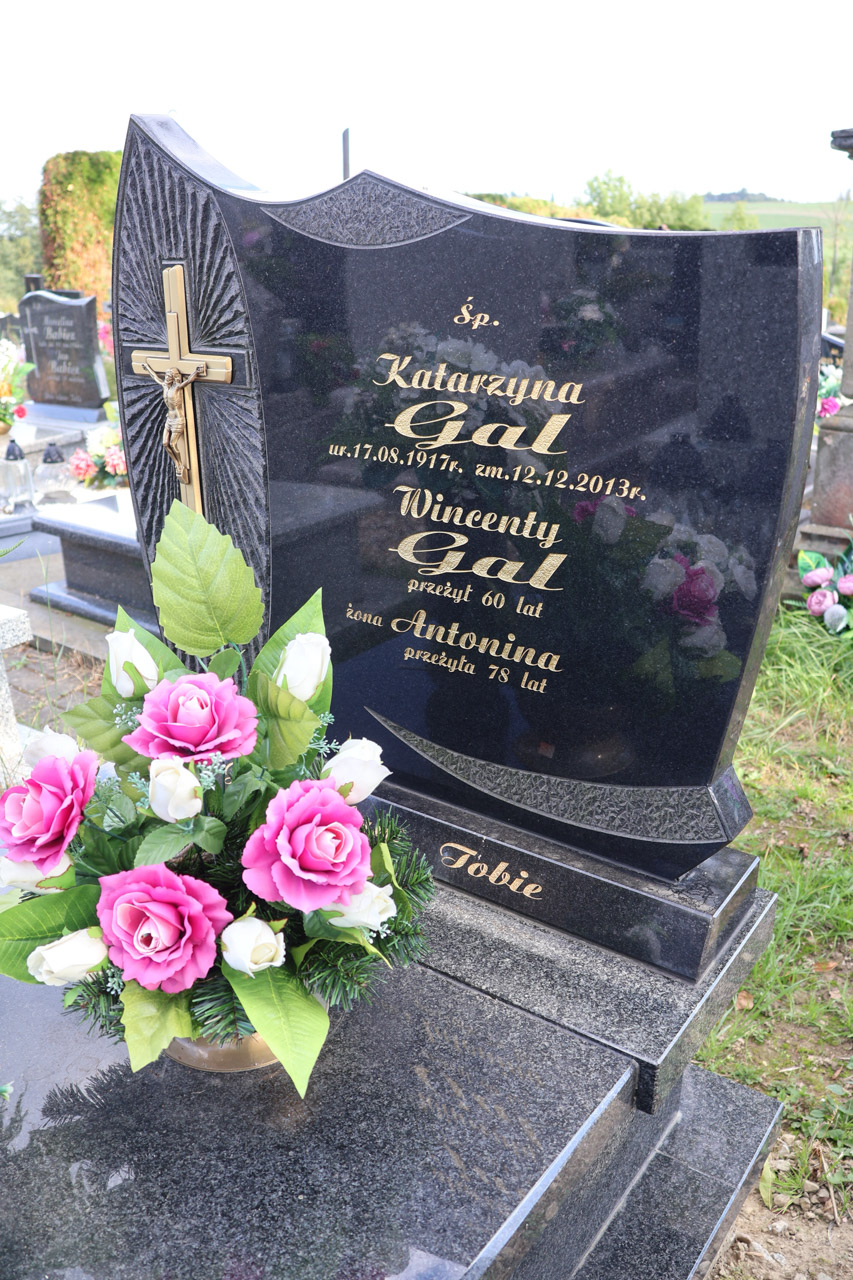 Śp.
Katarzyna
Gal
ur.17.08.1917r. zm.12.12.2013r.
Wincenty
Gal
przeżył 60 lat
żona Antonina
przeżyła 78 lat
Tobie